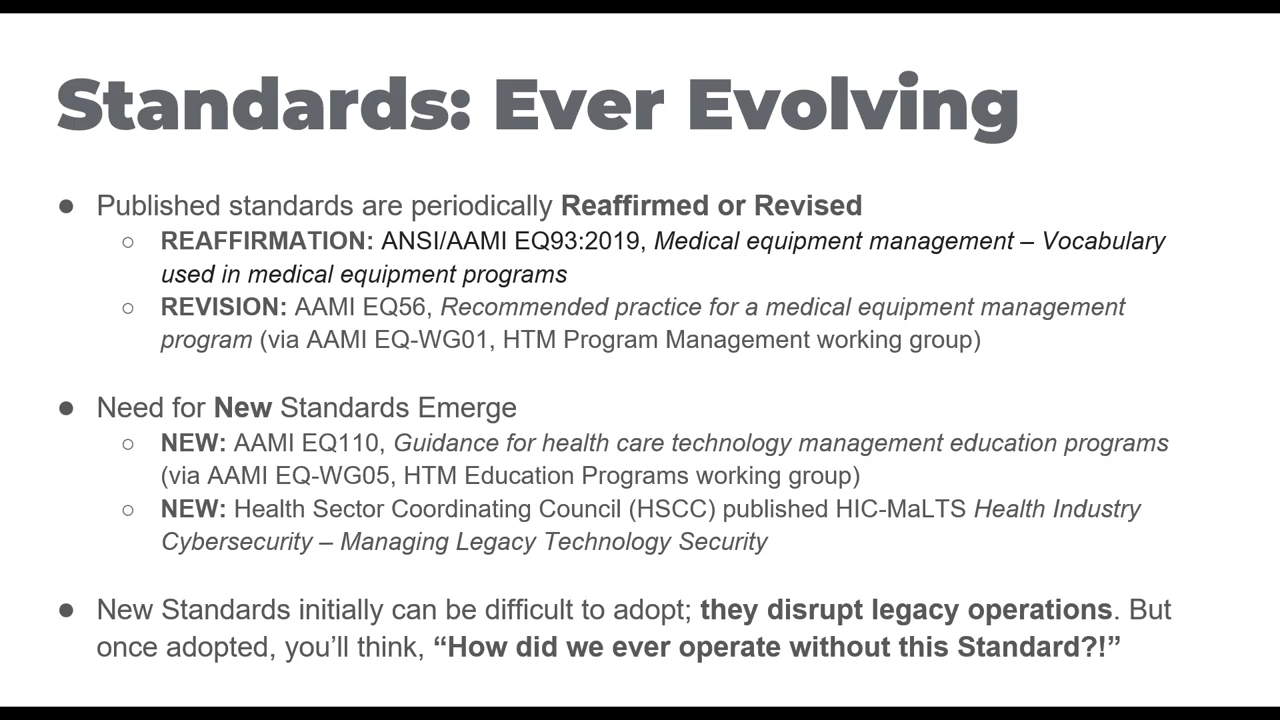 Standards: Ever Evolving
● Published standards are periodically Reaffirmed or Revised
○ REAFFIRMATION: ANSI/AAMI EQ93:2019, Medical equipment management – Vocabulary
used in medical equipment programs
○ REVISION: AAMI EQ56, Recommended practice for a medical equipment management
program (via AAMI EQ-WG01, HTM Program Management working group)
● Need for New Standards Emerge
○ NEW: AAMI EQ110, Guidance for health care technology management education programs
(via AAMI EQ-WG05, HTM Education Programs working group)
○ NEW: Health Sector Coordinating Council (HSCC) published HIC-MaLTS Health Industry
Cybersecurity – Managing Legacy Technology Security
● New Standards initially can be difficult to adopt; they disrupt legacy operations. But
once adopted, you’ll think, “How did we ever operate without this Standard?!”